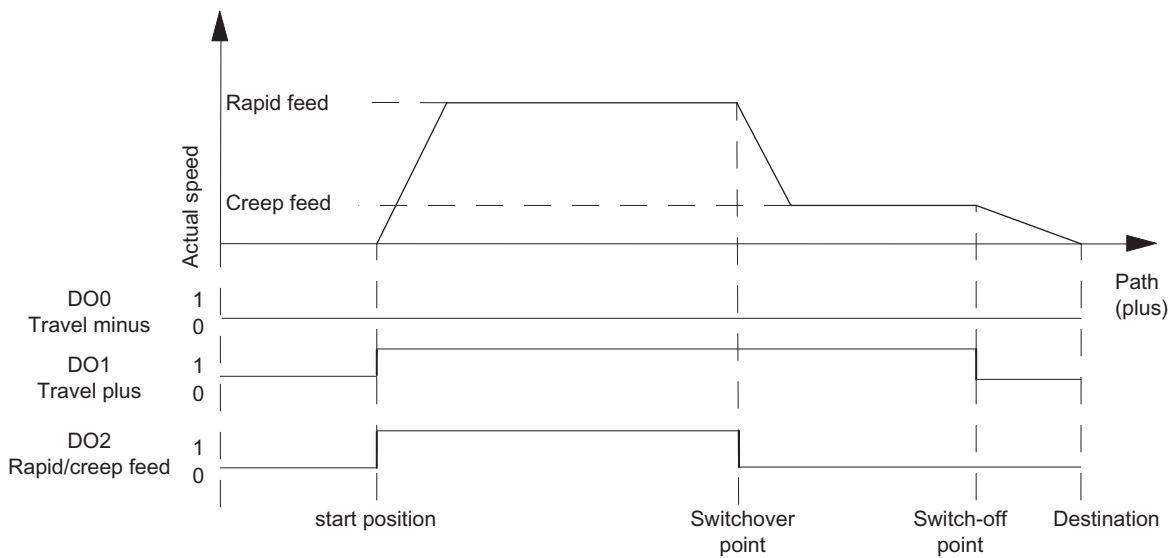 Rapid feed
Creep feed
Actual speed
Path
(plus)
DO0
Travel minus
1
0
DO1
Travel plus
1
0
DO2
Rapid/creep feed
1
0
start position
Switchover
point
Switch-off
point
Destination